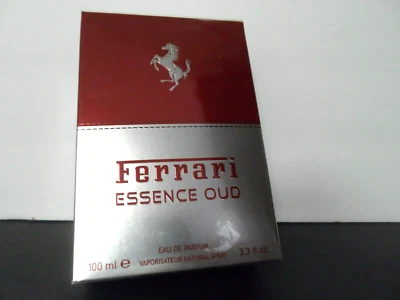 Ferrari
ESSENCE OUD
EAU DE PARFUM
100 ml e VAPORISATEUR NATURAL SPRAY 3.3 fl.oz.